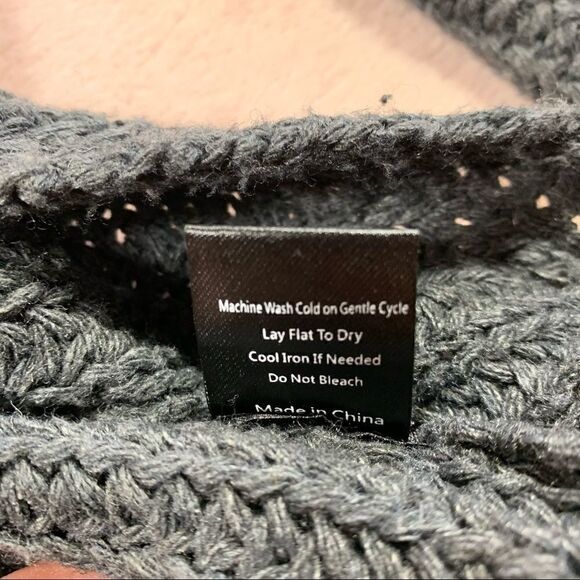 Machine Wash Cold on Gentle Cycle
Lay Flat To Dry
Cool Iron If Needed
Do Not Bleach
Made in China